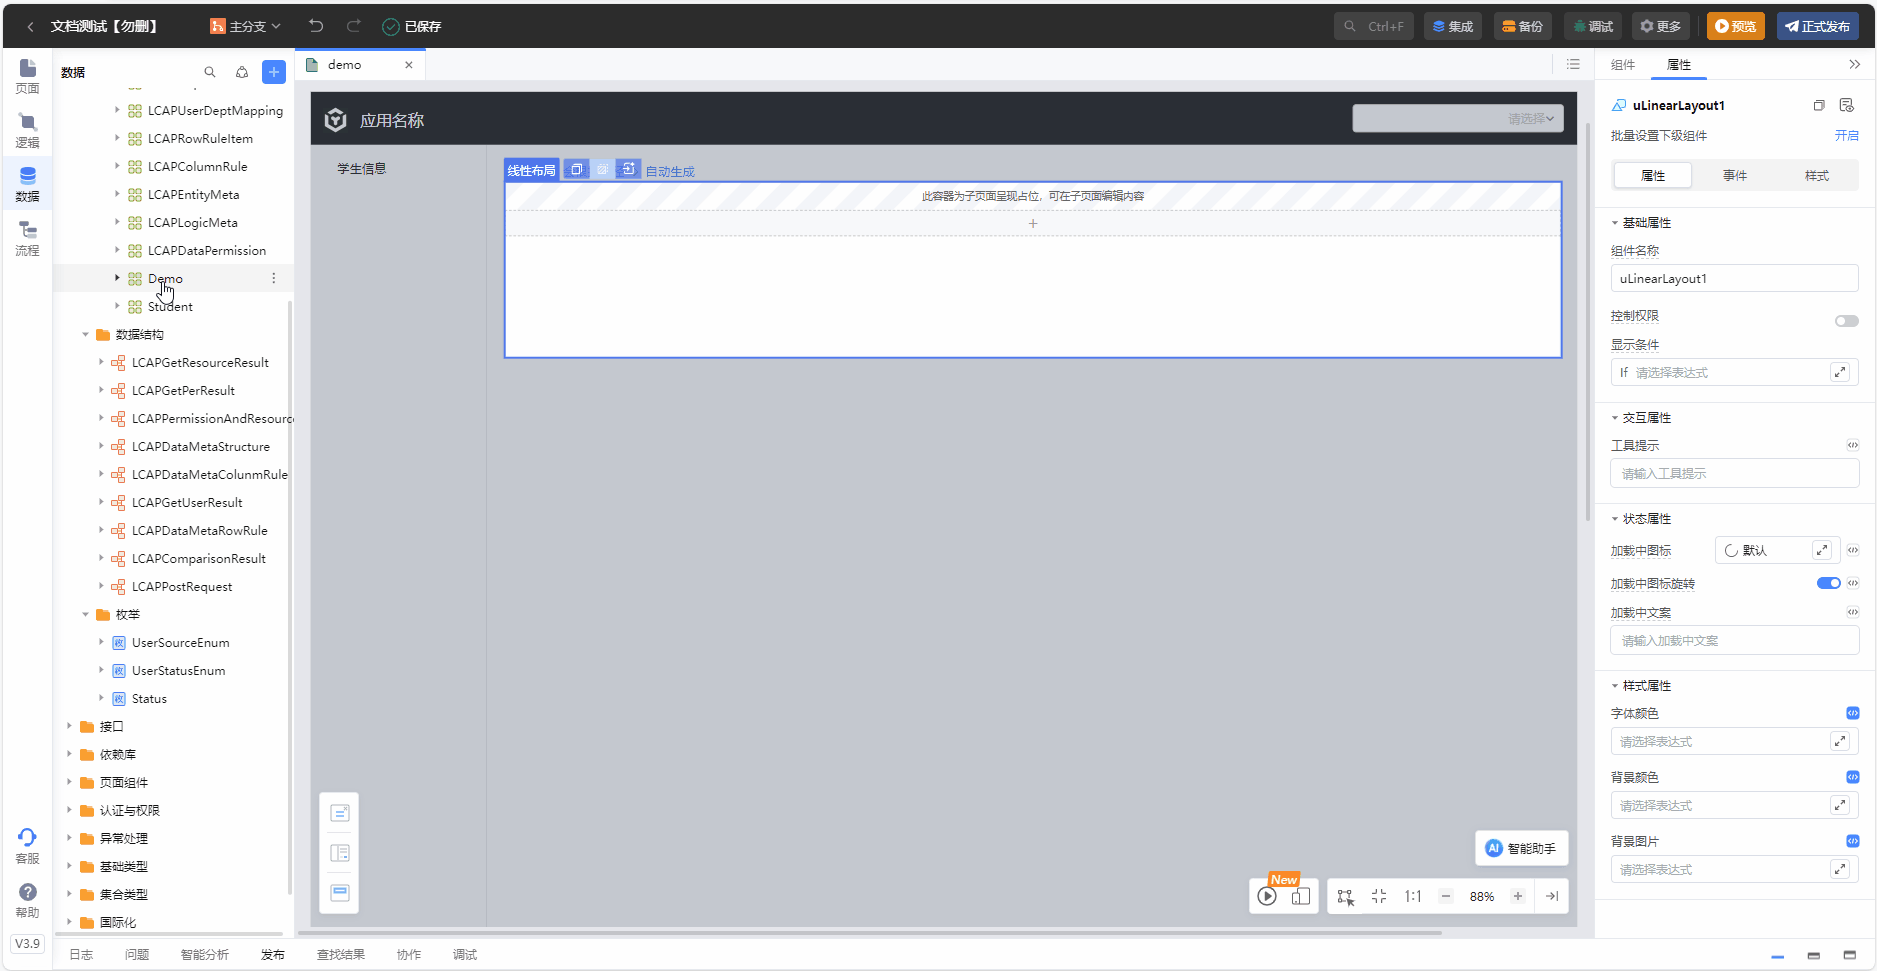 文档测试【勿删】
主分支
已保存
Ctrl+F
集成
备份
调试
更多
预览
正式发布
页面
逻辑
数据
流程
客服
帮助
V3.9
数据
LCAPUserDeptMapping
LCAPRowRuleItem
LCAPColumnRule
LCAPEntityMeta
LCAPLogicMeta
LCAPDataPermission
Demo
Student
数据结构
LCAPGetResourceResult
LCAPGetPerResult
LCAPPermissionAndResourc
LCAPDataMetaStructure
LCAPDataMetaColunmRule
LCAPGetUserResult
LCAPDataMetaRowRule
LCAPComparisonResult
LCAPPostRequest
枚举
UserSourceEnum
UserStatusEnum
Status
接口
依赖库
页面组件
认证与权限
异常处理
基础类型
集合类型
国际化
demo
应用名称
请选择
学生信息
线性布局
自动生成
此容器为子页面呈现占位，可在子页面编辑内容
AI 智能助手
New
1:1
88%
组件
属性
uLinearLayout1
批量设置下级组件
开启
属性
事件
样式
基础属性
组件名称
uLinearLayout1
控制权限
显示条件
If 请选择表达式
交互属性
工具提示
请输入工具提示
状态属性
加载中图标
默认
加载中图标旋转
加载中文案
请输入加载中文案
样式属性
字体颜色
请选择表达式
背景颜色
请选择表达式
背景图片
请选择表达式
日志
问题
智能分析
发布
查找结果
协作
调试